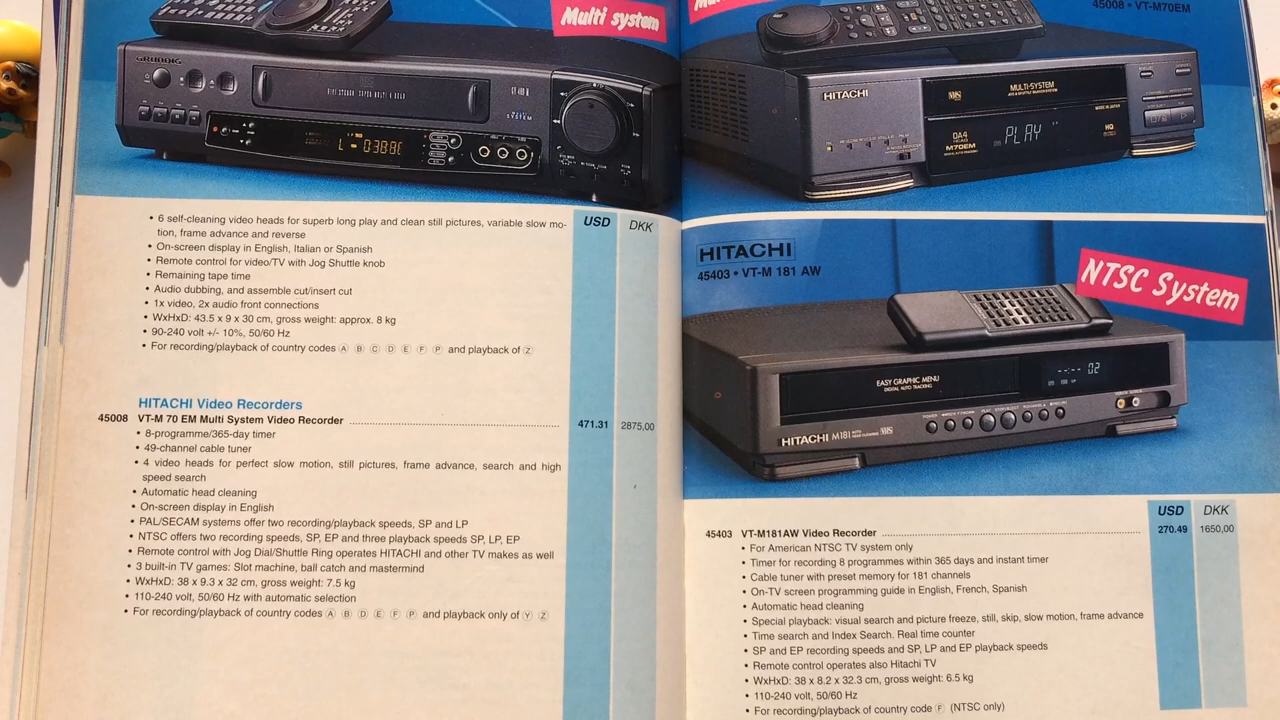 Multi system
GRUNDIG
• 6 self-cleaning video heads for superb long play and clean still pictures, variable slow mo-
tion, frame advance and reverse
• On-screen display in English, Italian or Spanish
• Remote control for video/TV with Jog Shuttle knob
• Remaining tape time
• Audio dubbing, and assemble cut/insert cut
• 1x video, 2x audio front connections
• WxHxD: 43.5 x 9 x 30 cm, gross weight: approx. 8 kg
• 90-240 volt +/- 10%, 50/60 Hz
• For recording/playback of country codes A B C D E F P and playback of Z
USD DKK
HITACHI Video Recorders
45008 VT-M 70 EM Multi System Video Recorder 471.31 2875,00
• 8-programme/365-day timer
• 49-channel cable tuner
• 4 video heads for perfect slow motion, still pictures, frame advance, search and high
speed search
• Automatic head cleaning
• On-screen display in English
• PAL/SECAM systems offer two recording/playback speeds, SP and LP
• NTSC offers two recording speeds, SP, EP and three playback speeds SP, LP, EP
• Remote control with Jog Dial/Shuttle Ring operates HITACHI and other TV makes as well
• 3 built-in TV games: Slot machine, ball catch and mastermind
• WxHxD: 38 x 9.3 x 32 cm, gross weight: 7.5 kg
• 110-240 volt, 50/60 Hz with automatic selection
• For recording/playback of country codes A B D E F P and playback only of Y Z
45008 • VT-M70EM
HITACHI
VHS
MULTI-SYSTEM
MADE IN JAPAN
DA4
HEAD
M70EM
DIGITAL AUTO TRACKING
PLAY
HQ
HITACHI
45403 • VT-M 181 AW
NTSC System
EASY GRAPHIC MENU
DIGITAL AUTO TRACKING
--:-- 02
HITACHI M181 VHS
USD DKK
45403 VT-M181AW Video Recorder 270.49 1650,00
• For American NTSC TV system only
• Timer for recording 8 programmes within 365 days and instant timer
• Cable tuner with preset memory for 181 channels
• On-TV screen programming guide in English, French, Spanish
• Automatic head cleaning
• Special playback: visual search and picture freeze, still, skip, slow motion, frame advance
• Time search and Index Search. Real time counter
• SP and EP recording speeds and SP, LP and EP playback speeds
• Remote control operates also Hitachi TV
• WxHxD: 38 x 8.2 x 32.3 cm, gross weight: 6.5 kg
• 110-240 volt, 50/60 Hz
• For recording/playback of country code F (NTSC only)